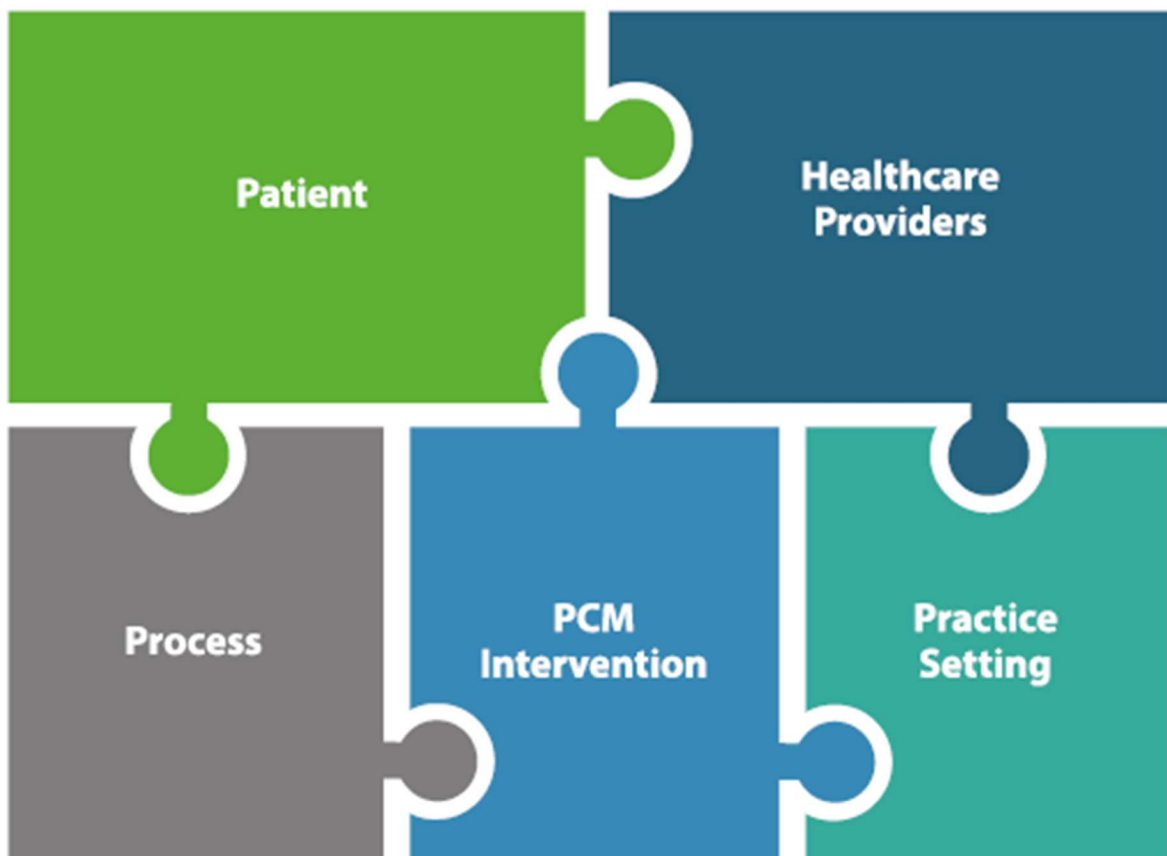 Patient
Healthcare
Providers
Process
PCM
Intervention
Practice
Setting